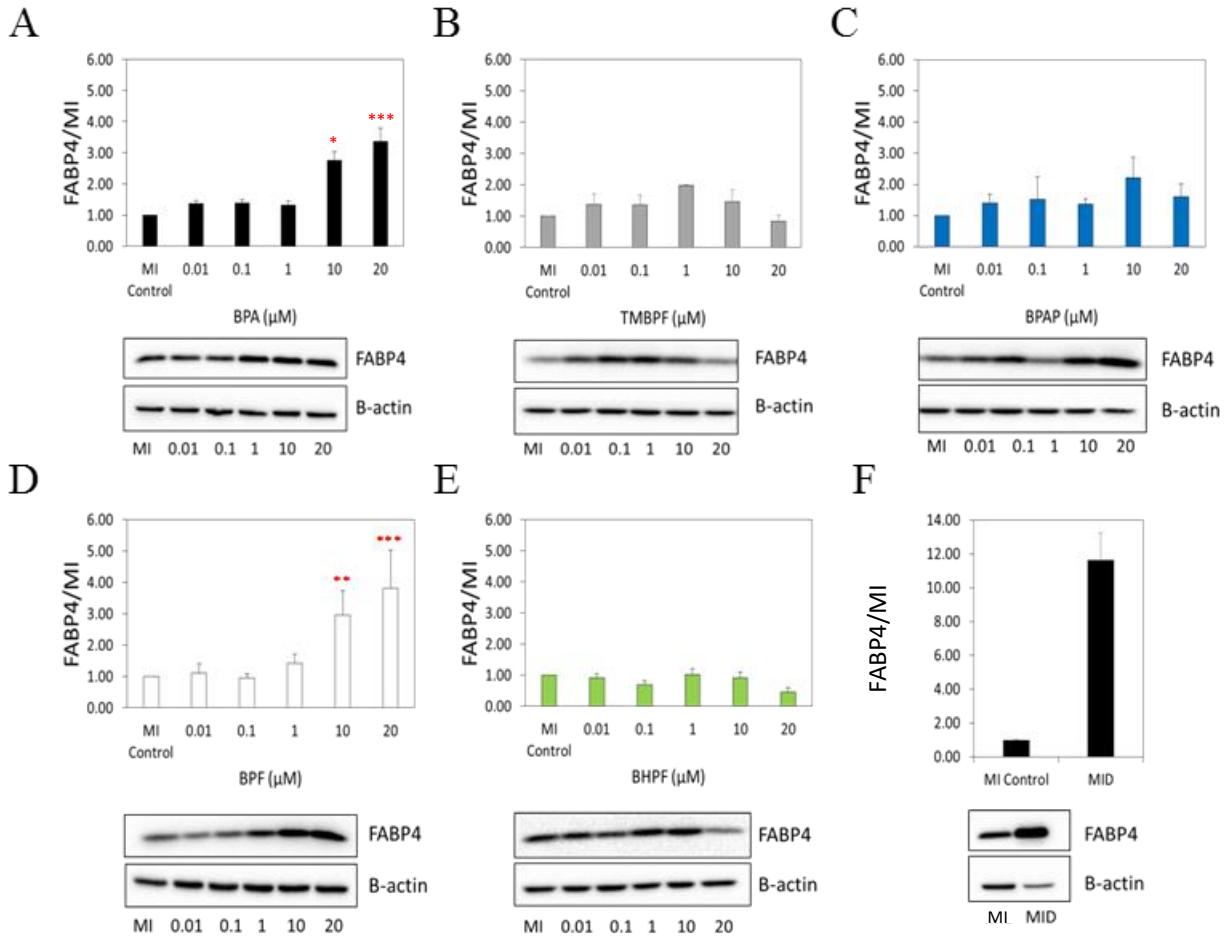 A
FABP4/MI
6.00
5.00
4.00
3.00
2.00
1.00
0.00
*
***
MI Control
0.01
0.1
1
10
20
BPA (µM)
FABP4
B-actin
MI 0.01 0.1 1 10 20
B
FABP4/MI
6.00
5.00
4.00
3.00
2.00
1.00
0.00
MI Control
0.01
0.1
1
10
20
TMBPF (µM)
FABP4
B-actin
MI 0.01 0.1 1 10 20
C
FABP4/MI
6.00
5.00
4.00
3.00
2.00
1.00
0.00
MI Control
0.01
0.1
1
10
20
BPAP (µM)
FABP4
B-actin
MI 0.01 0.1 1 10 20
D
FABP4/MI
6.00
5.00
4.00
3.00
2.00
1.00
0.00
**
***
MI Control
0.01
0.1
1
10
20
BPF (µM)
FABP4
B-actin
MI 0.01 0.1 1 10 20
E
FABP4/MI
6.00
5.00
4.00
3.00
2.00
1.00
0.00
MI Control
0.01
0.1
1
10
20
BHPF (µM)
FABP4
B-actin
MI 0.01 0.1 1 10 20
F
FABP4/MI
14.00
12.00
10.00
8.00
6.00
4.00
2.00
0.00
MI Control
MID
FABP4
B-actin
MI MID